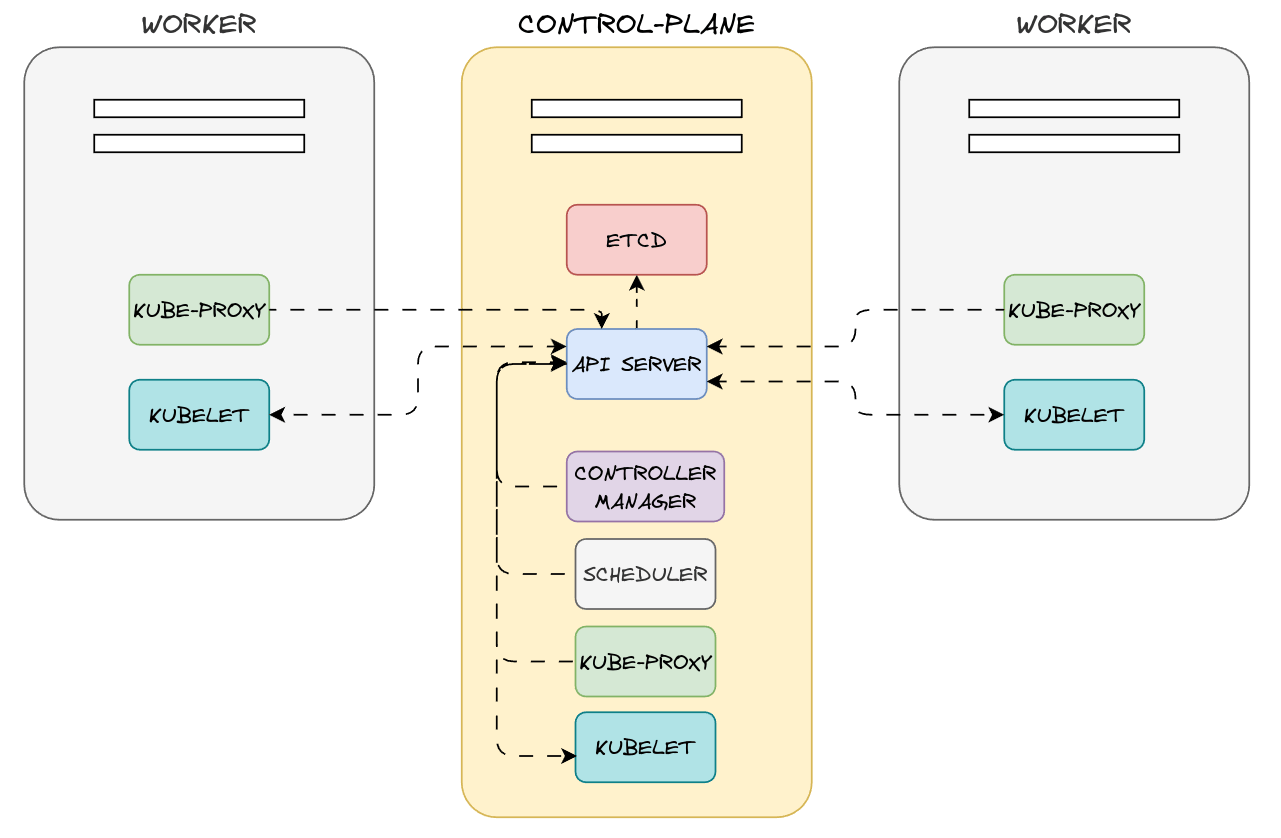 WORKER
CONTROL-PLANE
WORKER
ETCD
KUBE-PROXY
KUBE-PROXY
API SERVER
KUBELET
KUBELET
CONTROLLER
MANAGER
SCHEDULER
KUBE-PROXY
KUBELET